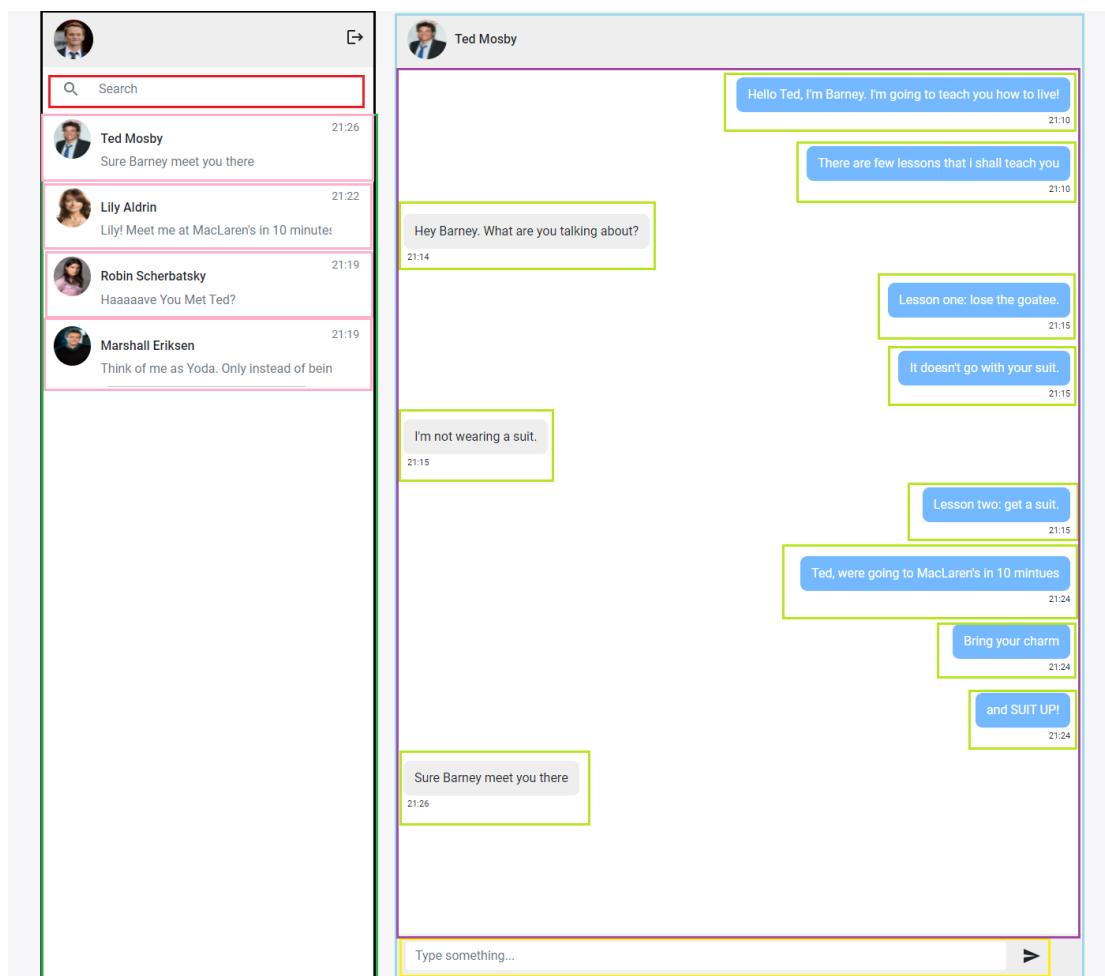 Search
Ted Mosby
21:26
Sure Barney meet you there
Lily Aldrin
21:22
Lily! Meet me at MacLaren's in 10 minutes
Robin Scherbatsky
21:19
Haaaaave You Met Ted?
Marshall Eriksen
21:19
Think of me as Yoda. Only instead of bein
Ted Mosby
Hello Ted, I'm Barney. I'm going to teach you how to live!
21:10
There are few lessons that i shall teach you
21:10
Hey Barney. What are you talking about?
21:14
Lesson one: lose the goatee.
21:15
It doesn't go with your suit.
21:15
I'm not wearing a suit.
21:15
Lesson two: get a suit.
21:15
Ted, were going to MacLaren's in 10 mintues
21:24
Bring your charm
21:24
and SUIT UP!
21:24
Sure Barney meet you there
21:26
Type something...